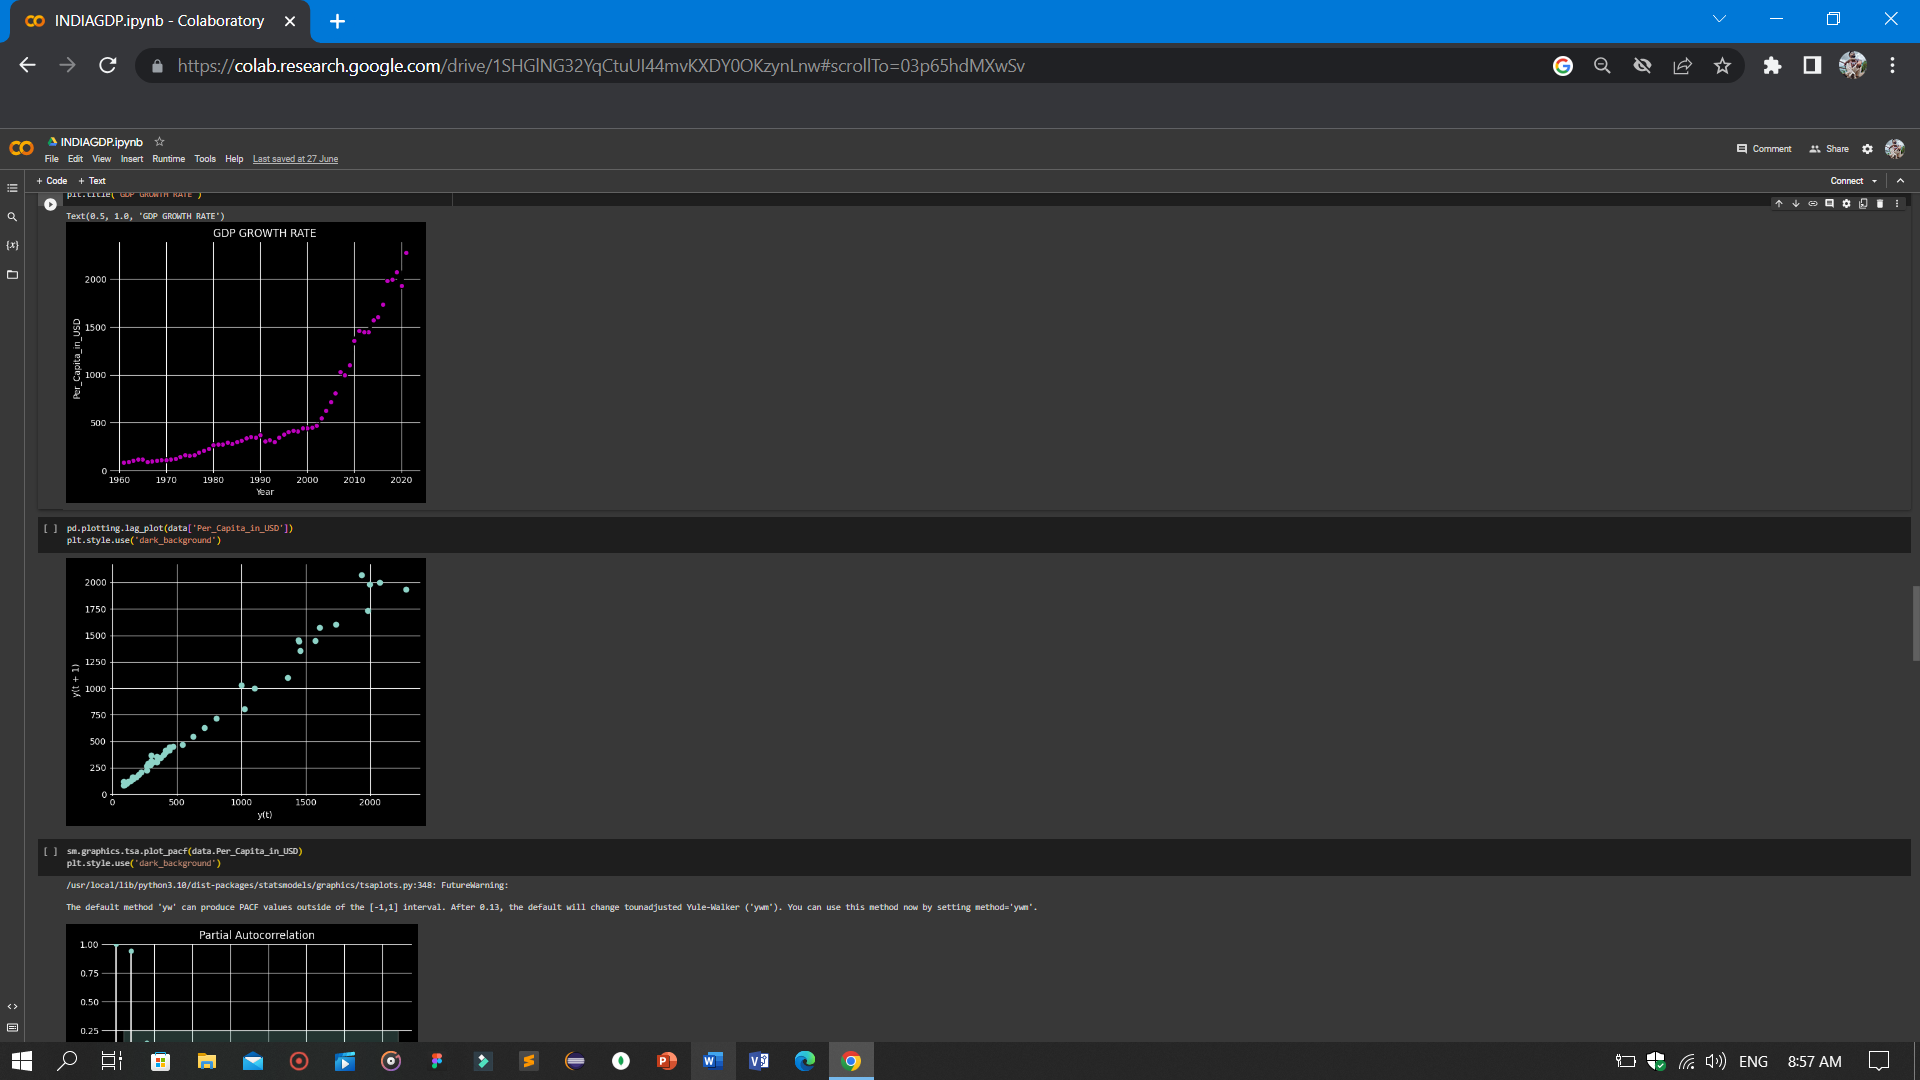 INDIAGDP.ipynb - Colaboratory
https://colab.research.google.com/drive/1SHGlNG32YqCtuUI44mvKXDY0OKzynLnw#scrollTo=03p65hdMXwSv
INDIAGDP.ipynb
File Edit View Insert Runtime Tools Help Last saved at 27 June
Comment Share
+ Code + Text
Connect
plt.title('GDP GROWTH RATE')
Text(0.5, 1.0, 'GDP GROWTH RATE')
GDP GROWTH RATE
2000
1500
1000
500
0
Per_Capita_in_USD
1960 1970 1980 1990 2000 2010 2020
Year
[ ] pd.plotting.lag_plot(data['Per_Capita_in_USD'])
plt.style.use('dark_background')
2000
1750
1500
1250
1000
750
500
250
0
y(t + 1)
0 500 1000 1500 2000
y(t)
[ ] sm.graphics.tsa.plot_pacf(data.Per_Capita_in_USD)
plt.style.use('dark_background')
/usr/local/lib/python3.10/dist-packages/statsmodels/graphics/tsaplots.py:348: FutureWarning:
The default method 'yw' can produce PACF values outside of the [-1,1] interval. After 0.13, the default will change tounadjusted Yule-Walker ('ywm'). You can use this method now by setting method='ywm'.
Partial Autocorrelation
1.00
0.75
0.50
0.25
ENG 8:57 AM